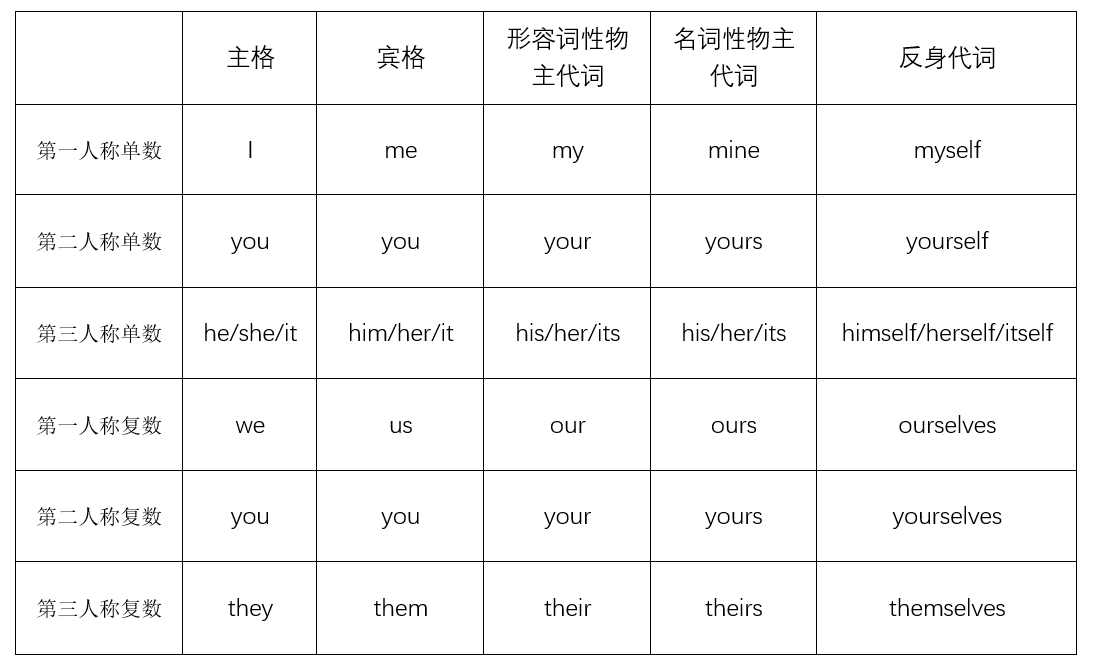 主格 宾格 形容词性物主代词 名词性物主代词 反身代词
第一人称单数 I me my mine myself
第二人称单数 you you your yours yourself
第三人称单数 he/she/it him/her/it his/her/its his/her/its himself/herself/itself
第一人称复数 we us our ours ourselves
第二人称复数 you you your yours yourselves
第三人称复数 they them their theirs themselves